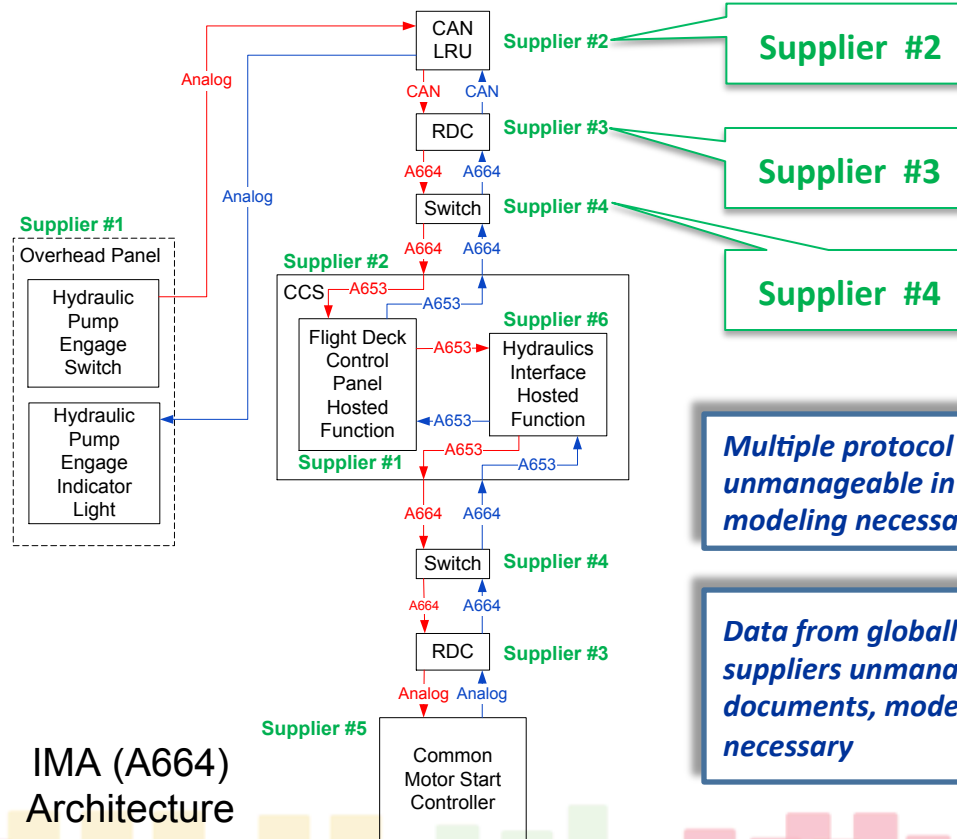 CAN
LRU
Supplier #2
Supplier #2
Analog
CAN
CAN
RDC
Supplier #3
Supplier #3
A664
A664
Analog
Switch
Supplier #4
Supplier #4
A664
A664
Supplier #1
Overhead Panel
Hydraulic
Pump
Engage
Switch
Hydraulic
Pump
Engage
Indicator
Light
Supplier #2
CCS
A653
A653
Flight Deck
Control
Panel
Hosted
Function
Supplier #1
A653
A653
Supplier #6
Hydraulics
Interface
Hosted
Function
A653
A653
A664
A664
Switch
Supplier #4
A664
A664
RDC
Supplier #3
Analog
Analog
Supplier #5
Common
Motor Start
Controller
Multiple protocol
unmanageable in
modeling necessa
Data from globall
suppliers unmana
documents, mode
necessary
IMA (A664)
Architecture